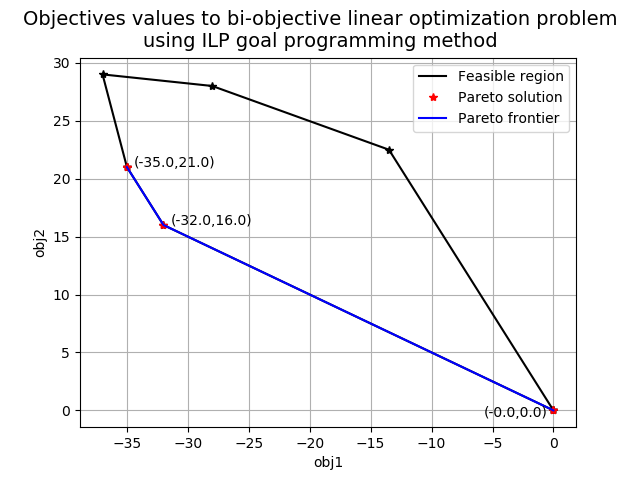 Objectives values to bi-objective linear optimization problem
using ILP goal programming method
30
25
20
15
10
5
0
obj2
Feasible region
Pareto solution
Pareto frontier
(-35.0,21.0)
(-32.0,16.0)
(-0.0,0.0)
−35 −30 −25 −20 −15 −10 −5 0
obj1